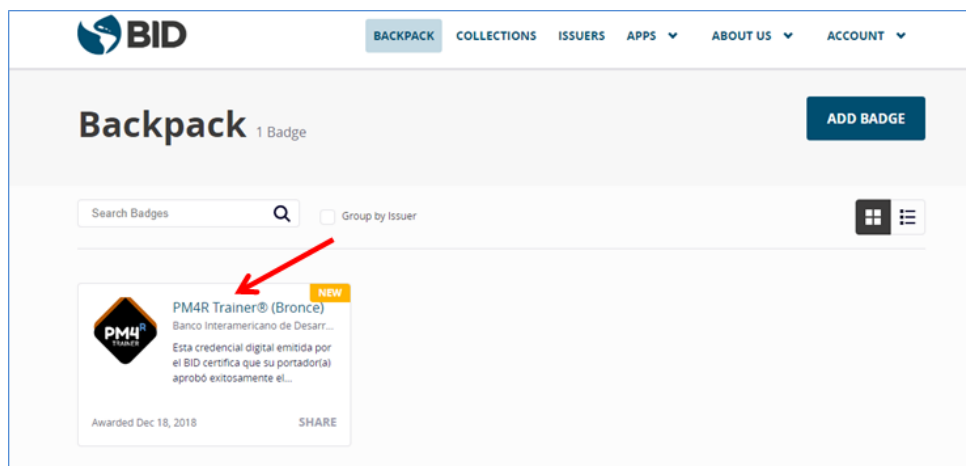 BID
BACKPACK COLLECTIONS ISSUERS APPS ABOUT US ACCOUNT
Backpack 1 Badge
ADD BADGE
Search Badges
Group by Issuer
NEW
PM4R Trainer® (Bronce)
Banco Interamericano de Desarr...
PM4R
TRAINER
Esta credencial digital emitida por
el BID certifica que su portador(a)
aprobó exitosamente el...
Awarded Dec 18, 2018 SHARE